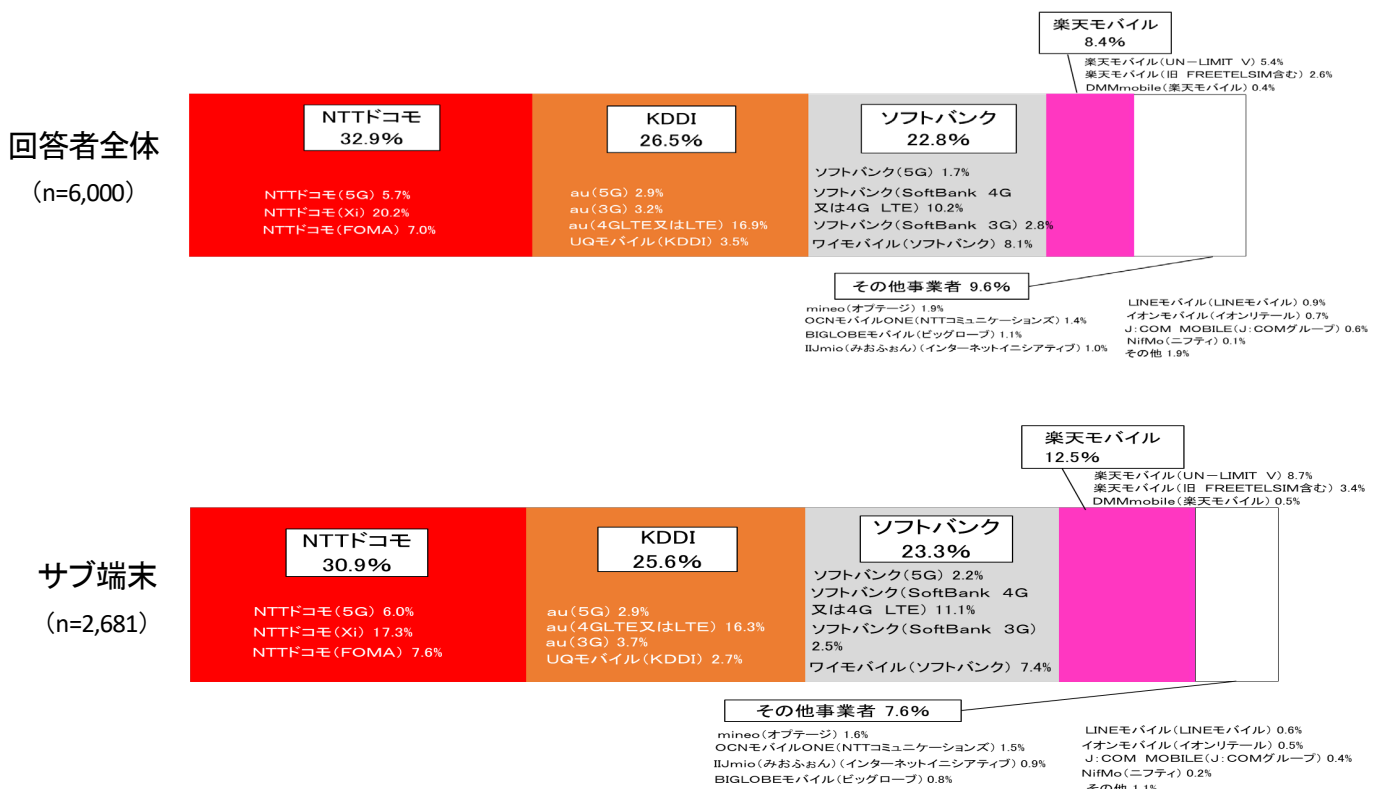 楽天モバイル
8.4%
楽天モバイル(UN－LIMIT Ⅴ) 5.4%
楽天モバイル(旧 FREETELSIM含む) 2.6%
DMMmobile(楽天モバイル) 0.4%
回答者全体
（n=6,000）
NTTドコモ
32.9%
NTTドコモ(5G) 5.7%
NTTドコモ(Xi) 20.2%
NTTドコモ(FOMA) 7.0%
KDDI
26.5%
au(5G) 2.9%
au(3G) 3.2%
au(4GLTE又はLTE) 16.9%
UQモバイル(KDDI) 3.5%
ソフトバンク
22.8%
ソフトバンク(5G) 1.7%
ソフトバンク(SoftBank 4G
又は4G LTE) 10.2%
ソフトバンク(SoftBank 3G) 2.8%
ワイモバイル(ソフトバンク) 8.1%
その他事業者 9.6%
mineo(オプテージ) 1.9%
OCNモバイルONE(NTTコミュニケーションズ) 1.4%
BIGLOBEモバイル(ビッグローブ) 1.1%
IIJmio(みおふぉん)(インターネットイニシアティブ) 1.0%
LINEモバイル(LINEモバイル) 0.9%
イオンモバイル(イオンリテール) 0.7%
J:COM MOBILE(J:COMグループ) 0.6%
NifMo(ニフティ) 0.1%
その他 1.9%
楽天モバイル
12.5%
楽天モバイル(UN－LIMIT Ⅴ) 8.7%
楽天モバイル(旧 FREETELSIM含む) 3.4%
DMMmobile(楽天モバイル) 0.5%
サブ端末
（n=2,681）
NTTドコモ
30.9%
NTTドコモ(5G) 6.0%
NTTドコモ(Xi) 17.3%
NTTドコモ(FOMA) 7.6%
KDDI
25.6%
au(5G) 2.9%
au(4GLTE又はLTE) 16.3%
au(3G) 3.7%
UQモバイル(KDDI) 2.7%
ソフトバンク
23.3%
ソフトバンク(5G) 2.2%
ソフトバンク(SoftBank 4G
又は4G LTE) 11.1%
ソフトバンク(SoftBank 3G)
2.5%
ワイモバイル(ソフトバンク) 7.4%
その他事業者 7.6%
mineo(オプテージ) 1.6%
OCNモバイルONE(NTTコミュニケーションズ) 1.5%
IIJmio(みおふぉん)(インターネットイニシアティブ) 0.9%
BIGLOBEモバイル(ビッグローブ) 0.8%
LINEモバイル(LINEモバイル) 0.6%
イオンモバイル(イオンリテール) 0.5%
J:COM MOBILE(J:COMグループ) 0.4%
NifMo(ニフティ) 0.2%
その他 1.1%